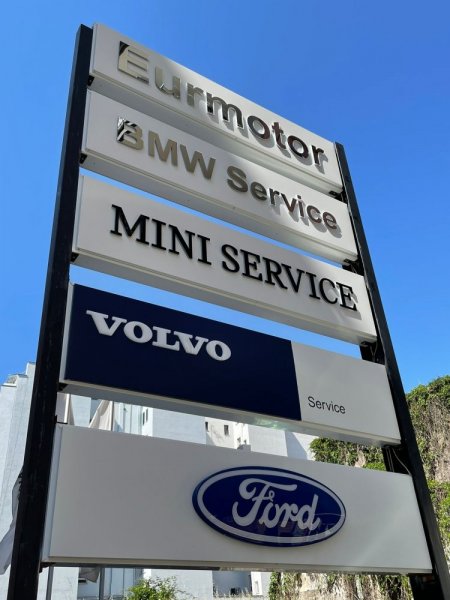 Eurmotor
BMW Service
MINI SERVICE
VOLVO
Service
Ford